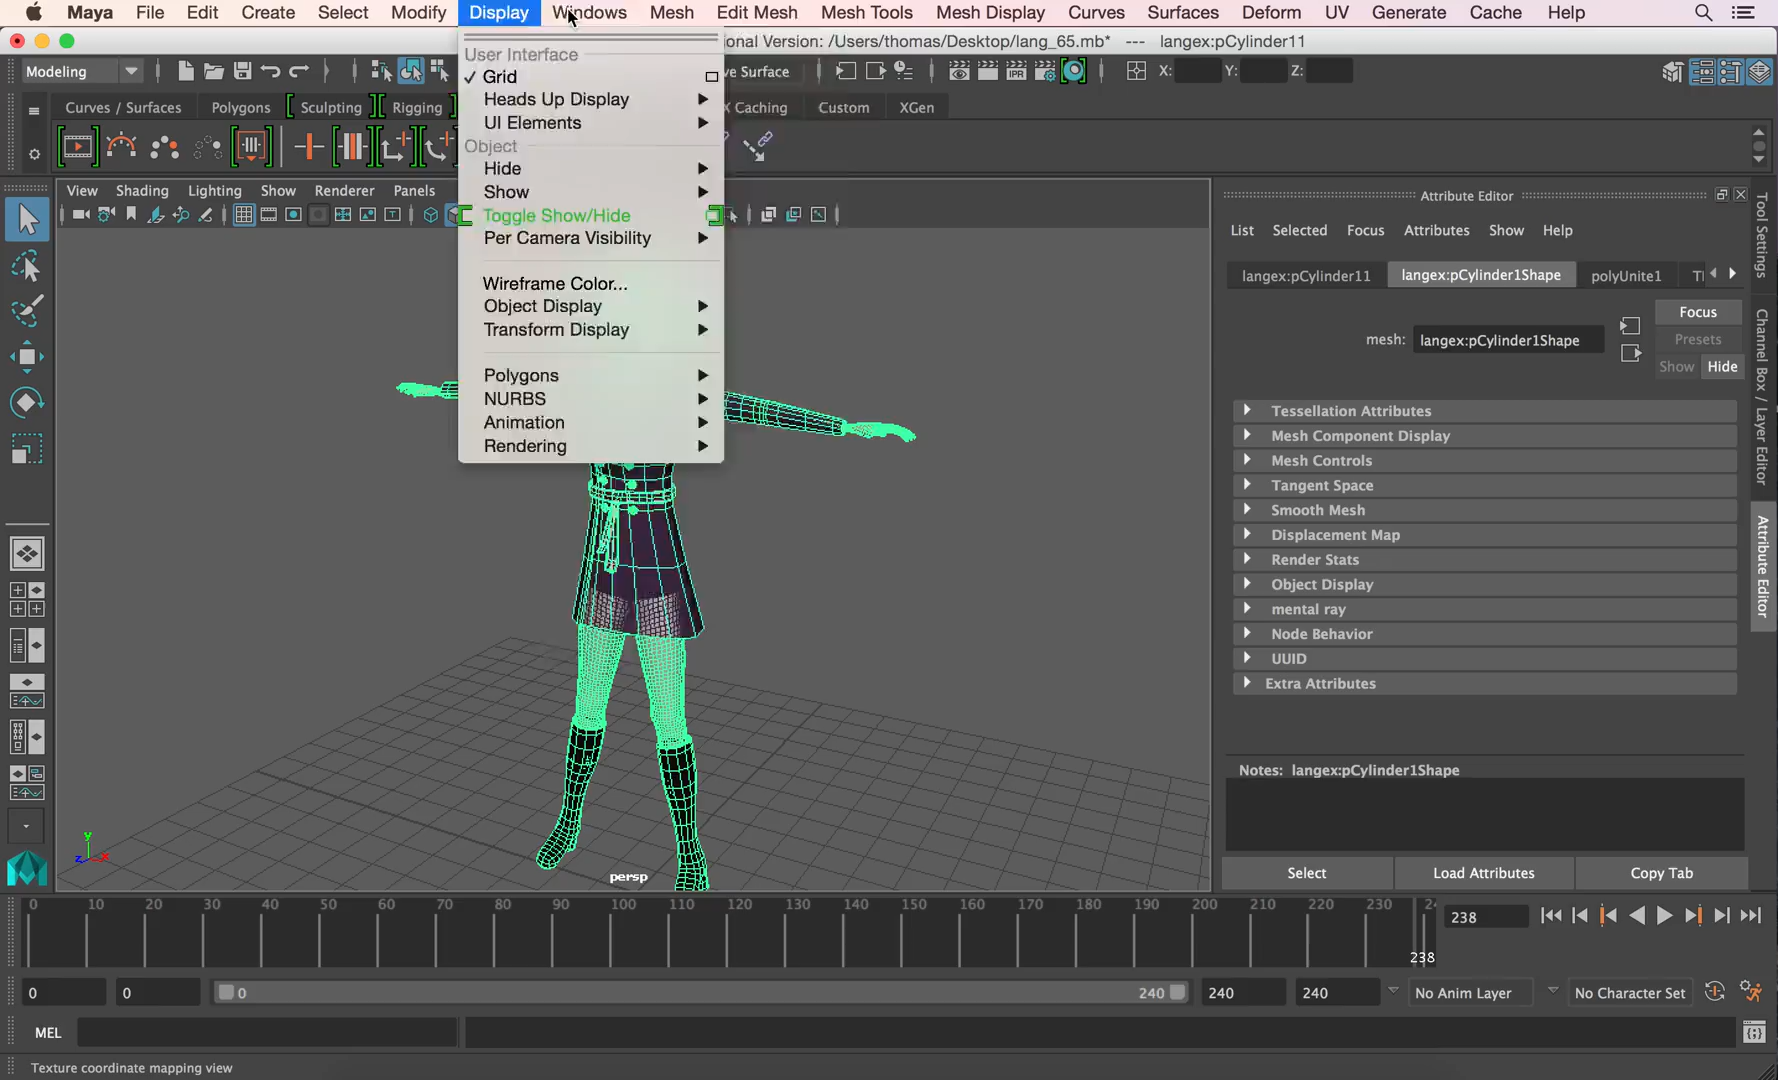 Maya File Edit Create Select Modify Display Windows Mesh Edit Mesh Mesh Tools Mesh Display Curves Surfaces Deform UV Generate Cache Help
onal Version: /Users/thomas/Desktop/lang_65.mb* --- langex:pCylinder11
Modeling
ve Surface
IPR
X:
Y:
Z:
Curves / Surfaces Polygons Sculpting Rigging
Caching Custom XGen
View Shading Lighting Show Renderer Panels
User Interface
Grid
Heads Up Display
UI Elements
Object
Hide
Show
Toggle Show/Hide
Per Camera Visibility
Wireframe Color...
Object Display
Transform Display
Polygons
NURBS
Animation
Rendering
Attribute Editor
List Selected Focus Attributes Show Help
langex:pCylinder11 langex:pCylinder1Shape polyUnite1
mesh: langex:pCylinder1Shape
Focus
Presets
Show Hide
Tessellation Attributes
Mesh Component Display
Mesh Controls
Tangent Space
Smooth Mesh
Displacement Map
Render Stats
Object Display
mental ray
Node Behavior
UUID
Extra Attributes
Notes: langex:pCylinder1Shape
Select Load Attributes Copy Tab
Tool Settings
Channel Box / Layer Editor
Attribute Editor
y
z x
persp
0 10 20 30 40 50 60 70 80 90 100 110 120 130 140 150 160 170 180 190 200 210 220 230 24
238
238
0 0 0 240 240 240 No Anim Layer No Character Set
MEL
Texture coordinate mapping view